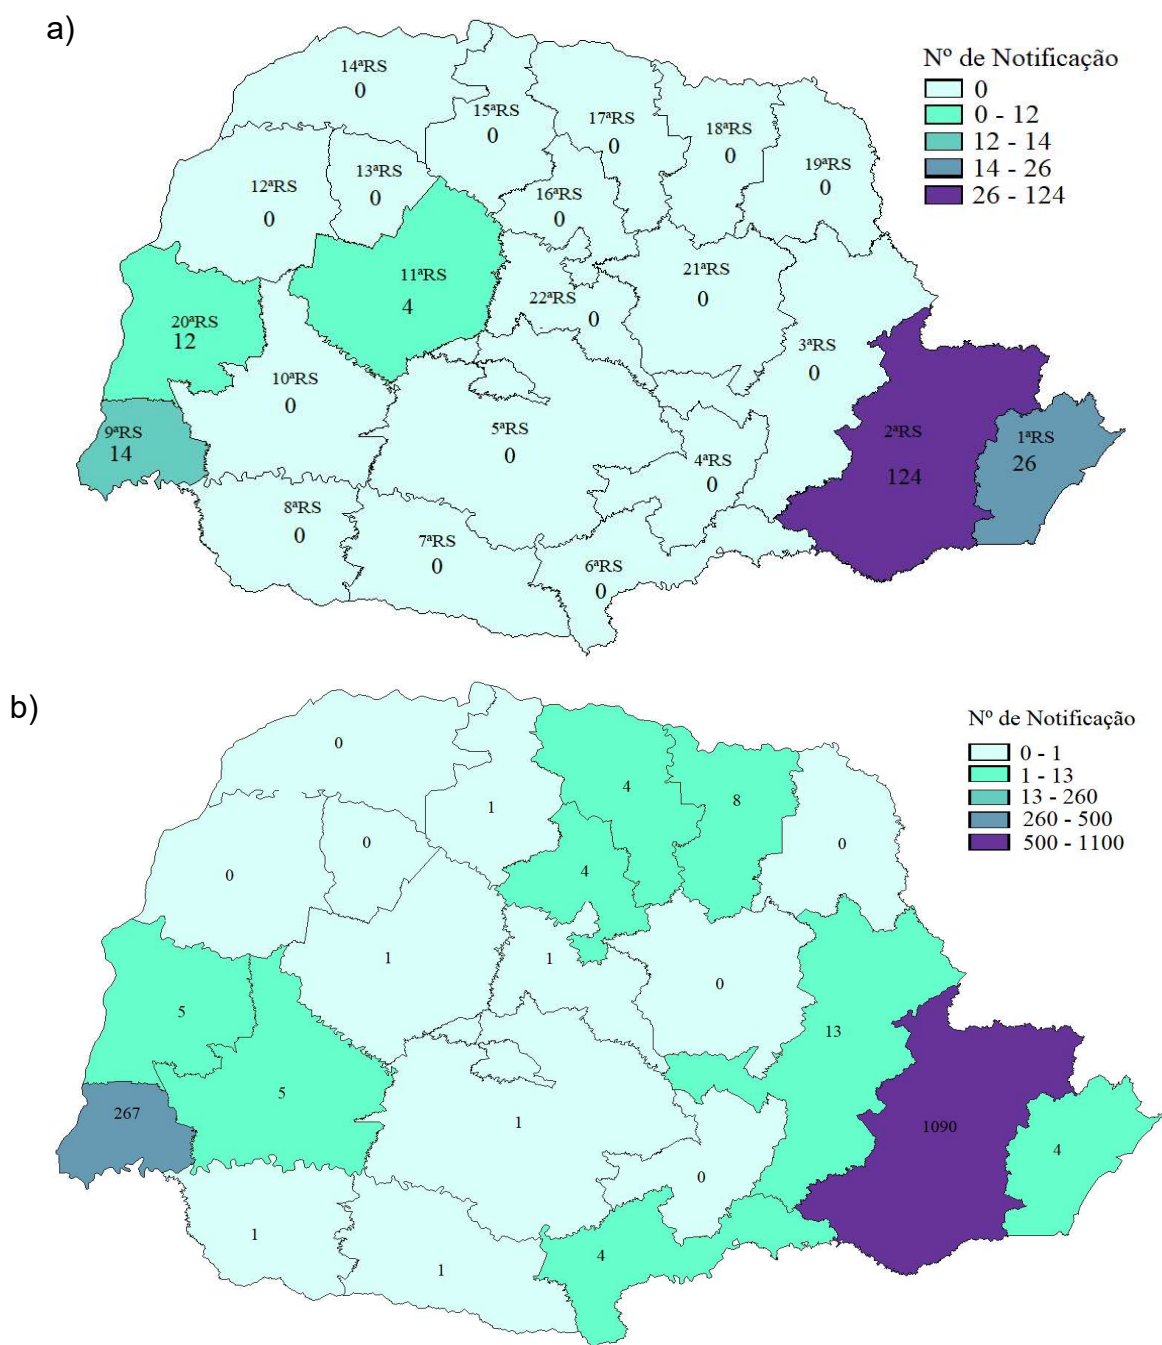 a)
Nº de Notificação
0
0 - 12
12 - 14
14 - 26
26 - 124
14ªRS
0
15ªRS
0
17ªRS
0
18ªRS
0
19ªRS
0
13ªRS
0
12ªRS
0
16ªRS
0
11ªRS
4
21ªRS
0
22ªRS
0
20ªRS
12
3ªRS
0
10ªRS
0
9ªRS
14
5ªRS
0
4ªRS
0
2ªRS
124
1ªRS
26
8ªRS
0
7ªRS
0
6ªRS
0
b)
Nº de Notificação
0 - 1
1 - 13
13 - 260
260 - 500
500 - 1100
0
1
4
8
0
0
0
4
1
1
0
5
13
5
267
1
1090
4
0
1
1
4